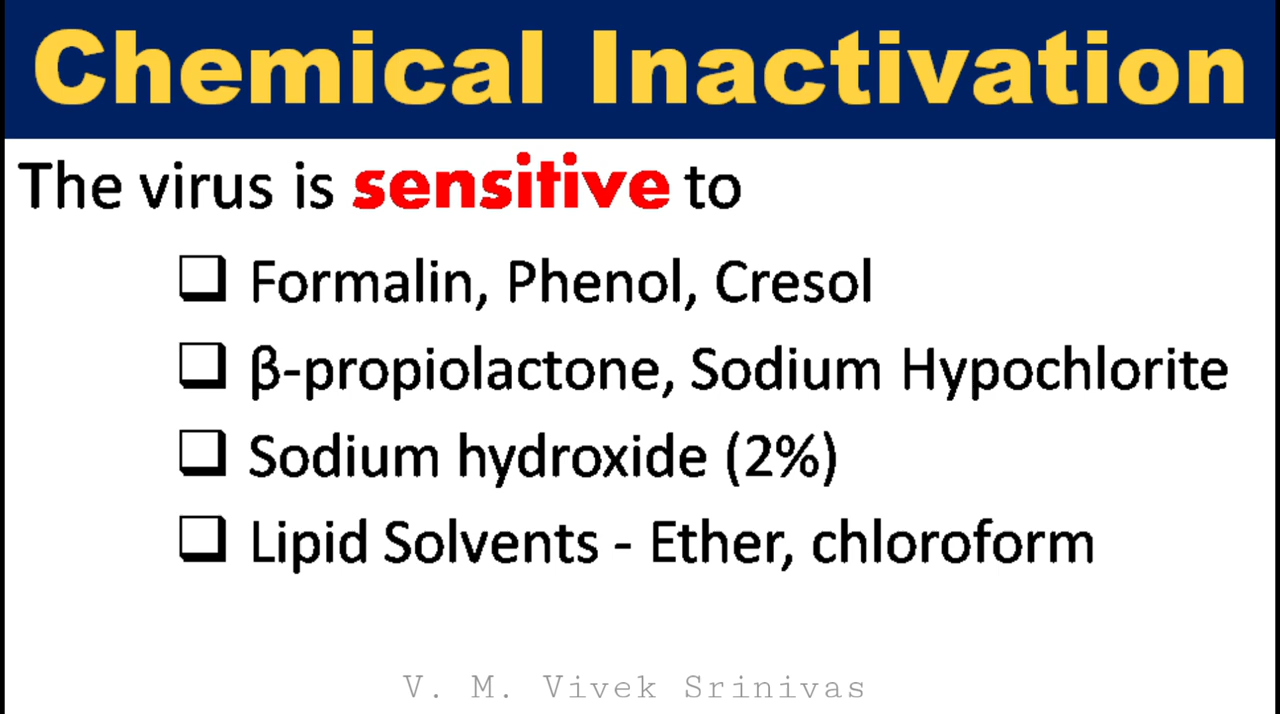 Chemical Inactivation
The virus is sensitive to
❑ Formalin, Phenol, Cresol
❑ β-propiolactone, Sodium Hypochlorite
❑ Sodium hydroxide (2%)
❑ Lipid Solvents - Ether, chloroform
V. M. Vivek Srinivas